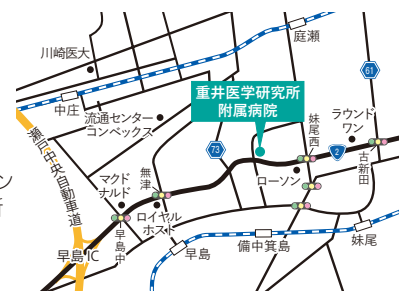 庭瀬
川崎医大
61
中庄
重井医学研究所
附属病院
流通センター
コンベックス
妹尾西
ラウンド
ワン
瀬戸中央自動車道
73
2
古新田
無津
マクド
ナルド
ローソン
ン
所
ロイヤル
ホスト
早島中
早島IC
早島
備中箕島
妹尾